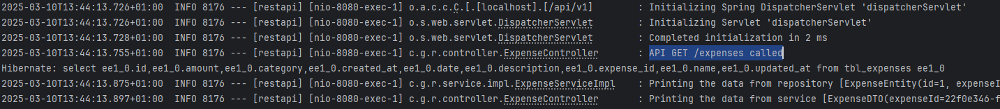 2025-03-10T13:44:13.726+01:00  INFO 8176 --- [restapi] [nio-8080-exec-1] o.a.c.c.C.[.[localhost].[/api/v1]        : Initializing Spring DispatcherServlet 'dispatcherServlet'
2025-03-10T13:44:13.726+01:00  INFO 8176 --- [restapi] [nio-8080-exec-1] o.s.web.servlet.DispatcherServlet        : Initializing Servlet 'dispatcherServlet'
2025-03-10T13:44:13.728+01:00  INFO 8176 --- [restapi] [nio-8080-exec-1] o.s.web.servlet.DispatcherServlet        : Completed initialization in 2 ms
2025-03-10T13:44:13.755+01:00  INFO 8176 --- [restapi] [nio-8080-exec-1] c.g.r.controller.ExpenseController       : API GET /expenses called
Hibernate: select ee1_0.id,ee1_0.amount,ee1_0.category,ee1_0.created_at,ee1_0.date,ee1_0.description,ee1_0.expense_id,ee1_0.name,ee1_0.updated_at from tbl_expenses ee1_0
2025-03-10T13:44:13.875+01:00  INFO 8176 --- [restapi] [nio-8080-exec-1] c.g.r.service.impl.ExpenseServiceImpl    : Printing the data from repository [ExpenseEntity(id=1, expenseI
2025-03-10T13:44:13.897+01:00  INFO 8176 --- [restapi] [nio-8080-exec-1] c.g.r.controller.ExpenseController       : Printing the data from service [ExpenseDTO(expenseId=22f0e346-f